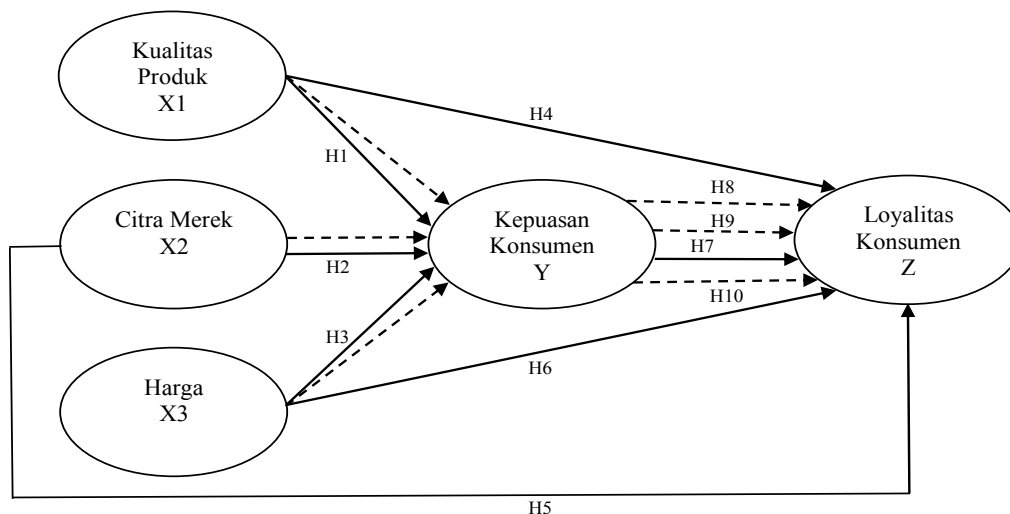 Kualitas
Produk
X1
H4
H1
H8
Citra Merek
X2
H2
Kepuasan
Konsumen
Y
H9
H7
H10
Loyalitas
Konsumen
Z
H3
H6
Harga
X3
H5